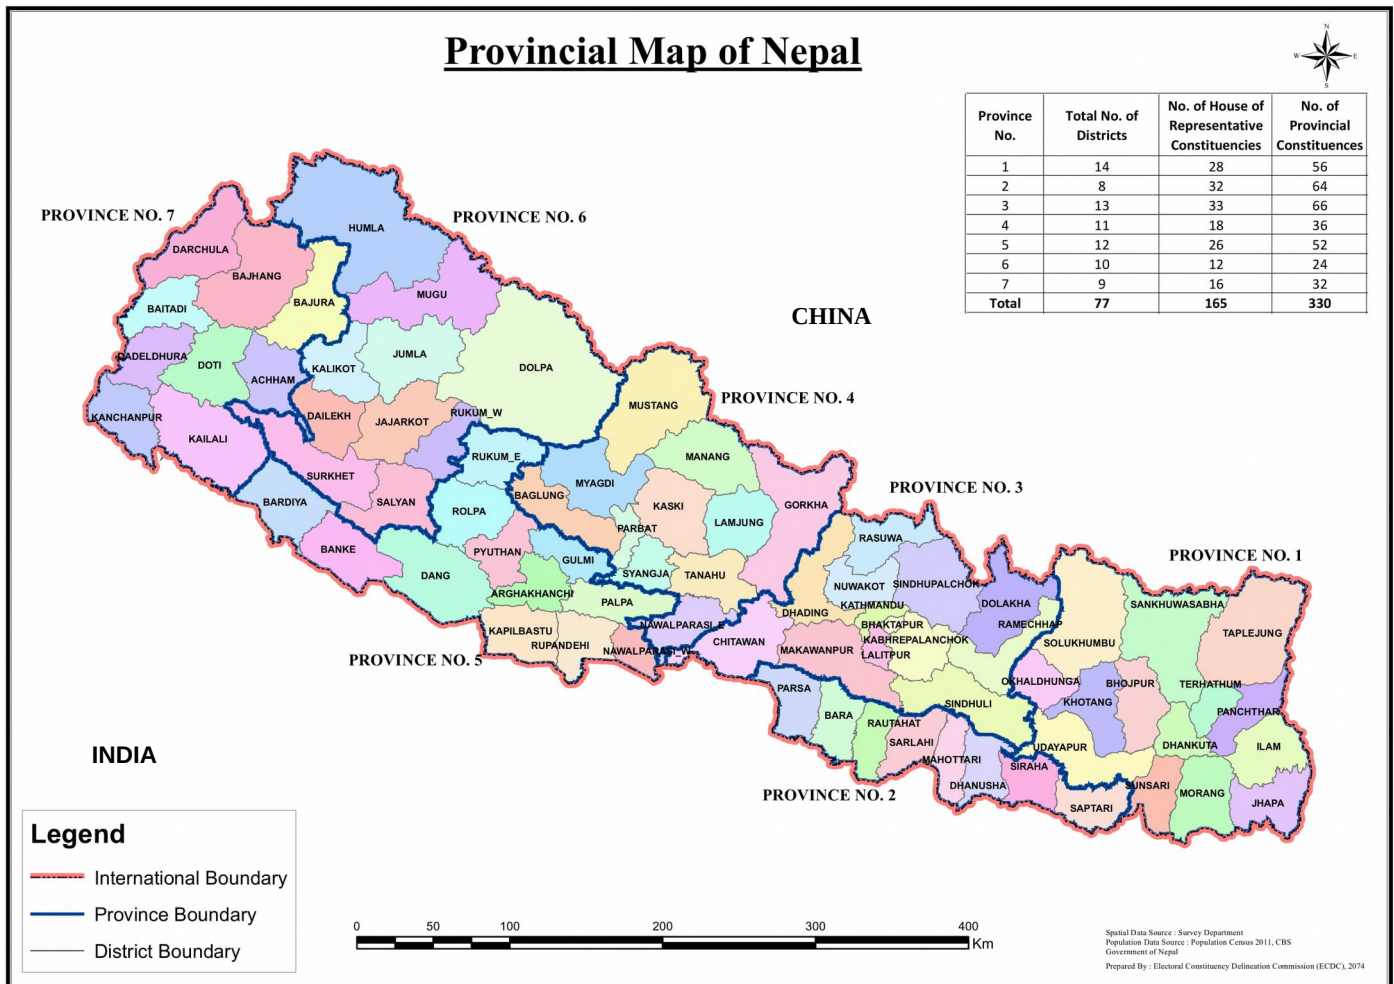 Provincial Map of Nepal
N
W E
S
Province No. Total No. of Districts No. of House of Representative Constituencies No. of Provincial Constituences
1 14 28 56
2 8 32 64
3 13 33 66
4 11 18 36
5 12 26 52
6 10 12 24
7 9 16 32
Total 77 165 330
PROVINCE NO. 7
PROVINCE NO. 6
HUMLA
DARCHULA
BAJHANG
MUGU
BAJURA
BAITADI
CHINA
JUMLA
DADELDHURA
DOTI
KALIKOT
DOLPA
ACHHAM
PROVINCE NO. 4
MUSTANG
KANCHANPUR
DAILEKH
RUKUM_W
JAJARKOT
KAILALI
RUKUM_E
MANANG
SURKHET
MYAGDI
PROVINCE NO. 3
BAGLUNG
BARDIYA
SALYAN
KASKI
GORKHA
ROLPA
LAMJUNG
PARBAT
RASUWA
BANKE
PYUTHAN
PROVINCE NO. 1
GULMI
SYANGJA
TANAHU
DANG
NUWAKOT
SINDHUPALCHOK
ARGHAKHANCHI
PALPA
KATHMANDU
DOLAKHA
SANKHUWASABHA
DHADING
NAWALPARASI_E
BHAKTAPUR
RAMECHHAP
KAPILBASTU
TAPLEJUNG
RUPANDEHI
CHITAWAN
KABHREPALANCHOK
SOLUKHUMBU
NAWALPARASI_W
MAKAWANPUR
LALITPUR
PROVINCE NO. 5
OKHALDHUNGA
BHOJPUR
TERHATHUM
PARSA
SINDHULI
KHOTANG
PANCHTHAR
BARA
RAUTAHAT
SARLAHI
UDAYAPUR
DHANKUTA
ILAM
MAHOTTARI
SIRAHA
INDIA
DHANUSHA
SUNSARI
MORANG
PROVINCE NO. 2
SAPTARI
JHAPA
Legend
International Boundary
Province Boundary
District Boundary
0 50 100 200 300 400
Km
Spatial Data Source : Survey Department
Population Data Source : Population Census 2011, CBS
Government of Nepal
Prepared By : Electoral Constituency Delineation Commission (ECDC), 2074